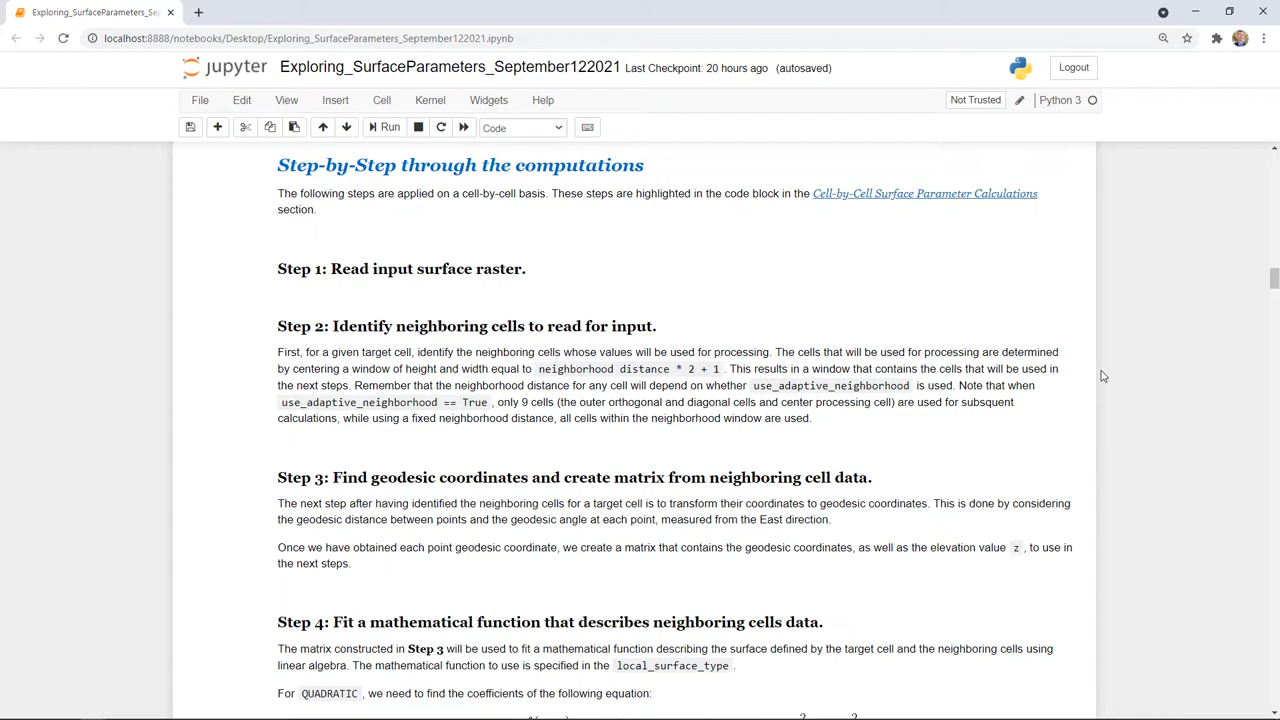 Exploring_SurfaceParameters_Se
localhost:8888/notebooks/Desktop/Exploring_SurfaceParameters_September122021.ipynb
jupyter Exploring_SurfaceParameters_September122021 Last Checkpoint: 20 hours ago (autosaved) Logout
File Edit View Insert Cell Kernel Widgets Help Not Trusted Python 3
Run Code
Step-by-Step through the computations
The following steps are applied on a cell-by-cell basis. These steps are highlighted in the code block in the Cell-by-Cell Surface Parameter Calculations
section.
Step 1: Read input surface raster.
Step 2: Identify neighboring cells to read for input.
First, for a given target cell, identify the neighboring cells whose values will be used for processing. The cells that will be used for processing are determined
by centering a window of height and width equal to neighborhood distance * 2 + 1 . This results in a window that contains the cells that will be used in
the next steps. Remember that the neighborhood distance for any cell will depend on whether use_adaptive_neighborhood is used. Note that when
use_adaptive_neighborhood == True , only 9 cells (the outer orthogonal and diagonal cells and center processing cell) are used for subsquent
calculations, while using a fixed neighborhood distance, all cells within the neighborhood window are used.
Step 3: Find geodesic coordinates and create matrix from neighboring cell data.
The next step after having identified the neighboring cells for a target cell is to transform their coordinates to geodesic coordinates. This is done by considering
the geodesic distance between points and the geodesic angle at each point, measured from the East direction.
Once we have obtained each point geodesic coordinate, we create a matrix that contains the geodesic coordinates, as well as the elevation value z , to use in
the next steps.
Step 4: Fit a mathematical function that describes neighboring cells data.
The matrix constructed in Step 3 will be used to fit a mathematical function describing the surface defined by the target cell and the neighboring cells using
linear algebra. The mathematical function to use is specified in the local_surface_type .
For QUADRATIC , we need to find the coefficients of the following equation: